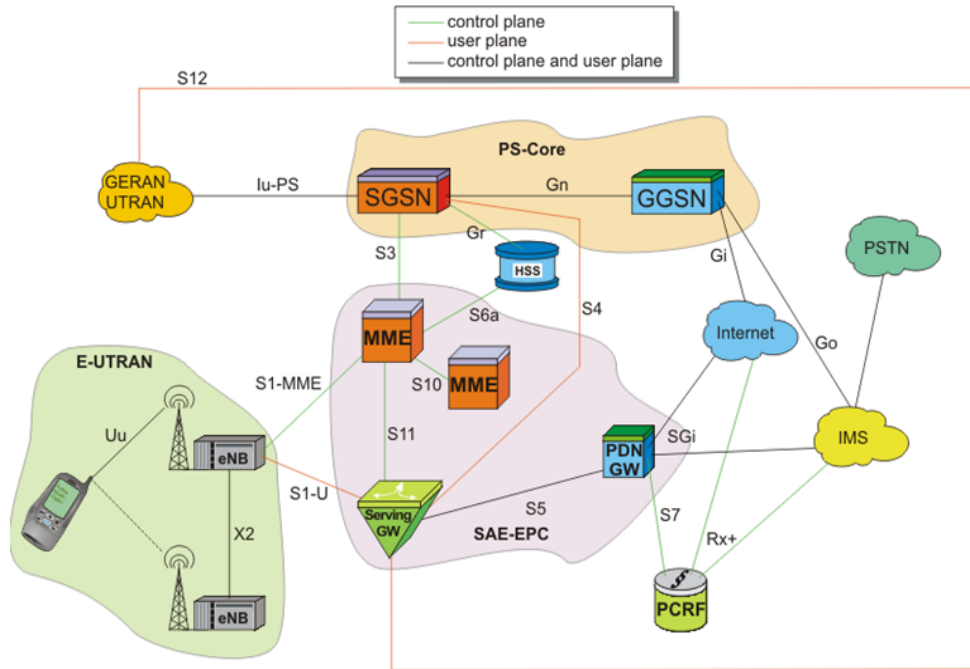 control plane
user plane
control plane and user plane
S12
PS-Core
GERAN
UTRAN
Iu-PS
SGSN
Gn
GGSN
Gr
S3
HSS
Gi
PSTN
S6a
S4
MME
Internet
Go
E-UTRAN
S1-MME
S10
MME
Uu
eNB
S11
SGi
PDN
GW
IMS
S1-U
Serving
GW
S5
S7
X2
SAE-EPC
Rx+
PCRF
eNB